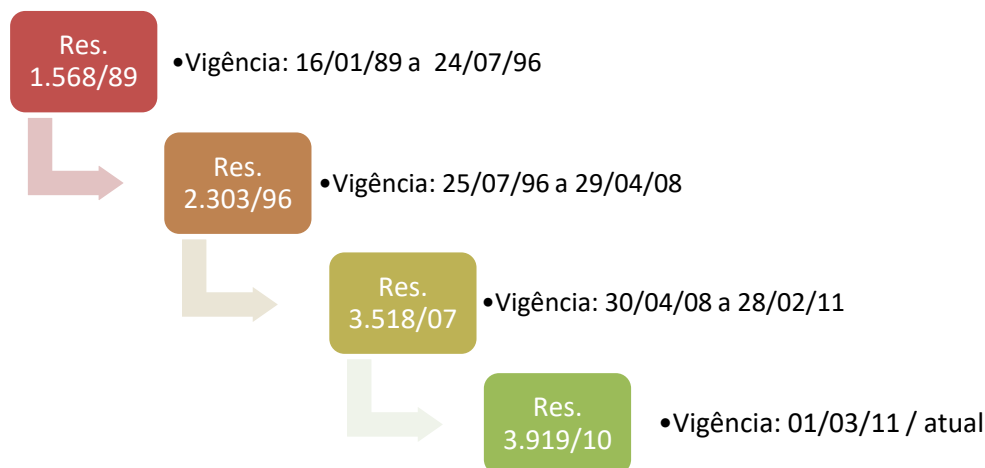 Res.
1.568/89
•Vigência: 16/01/89 a  24/07/96
Res.
2.303/96
•Vigência: 25/07/96 a 29/04/08
Res.
3.518/07
•Vigência: 30/04/08 a 28/02/11
Res.
3.919/10
•Vigência: 01/03/11 / atual